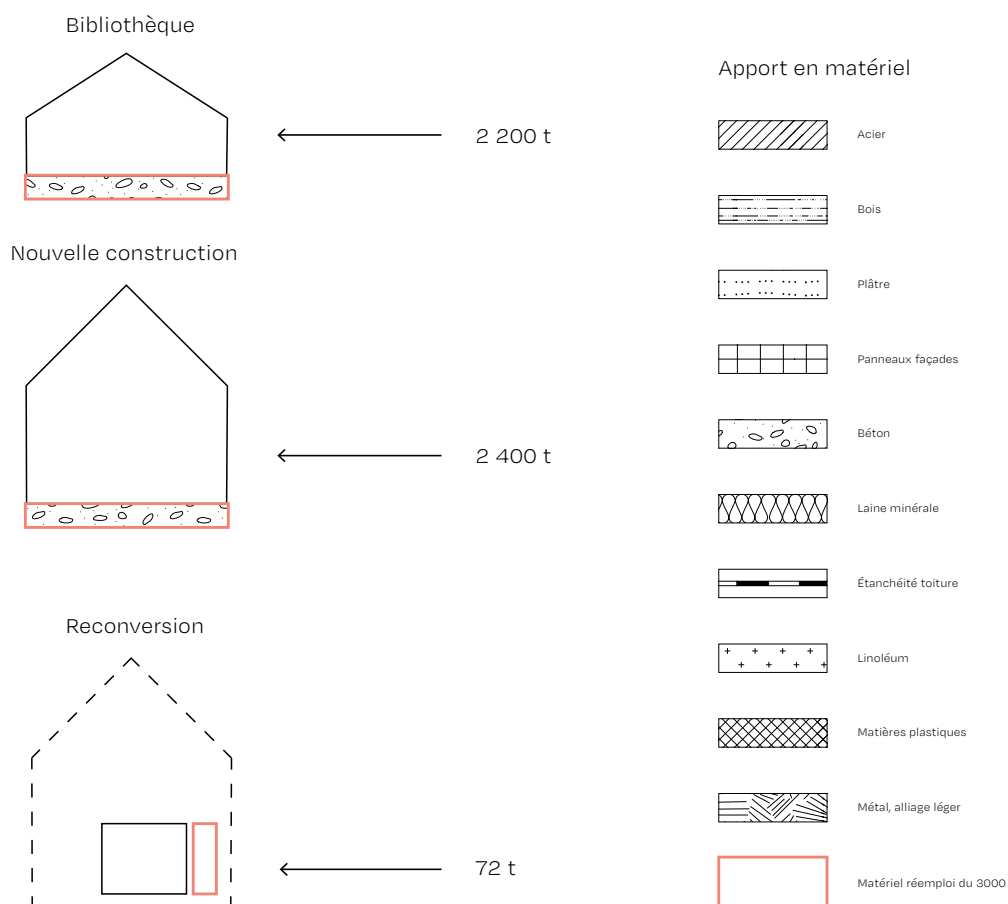 Bibliothèque
2 200 t
Nouvelle construction
2 400 t
Reconversion
72 t
Apport en matériel
Acier
Bois
Plâtre
Panneaux façades
Béton
Laine minérale
Étanchéité toiture
Linoléum
Matières plastiques
Métal, alliage léger
Matériel réemploi du 3000